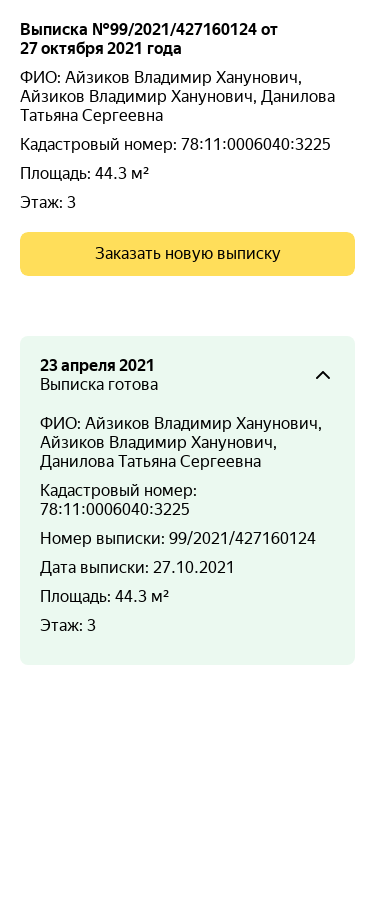 Выписка №99/2021/427160124 от
27 октября 2021 года
ФИО: Айзиков Владимир Ханунович,
Айзиков Владимир Ханунович, Данилова
Татьяна Сергеевна
Кадастровый номер: 78:11:0006040:3225
Площадь: 44.3 м²
Этаж: 3
Заказать новую выписку
23 апреля 2021
Выписка готова
ФИО: Айзиков Владимир Ханунович,
Айзиков Владимир Ханунович,
Данилова Татьяна Сергеевна
Кадастровый номер:
78:11:0006040:3225
Номер выписки: 99/2021/427160124
Дата выписки: 27.10.2021
Площадь: 44.3 м²
Этаж: 3